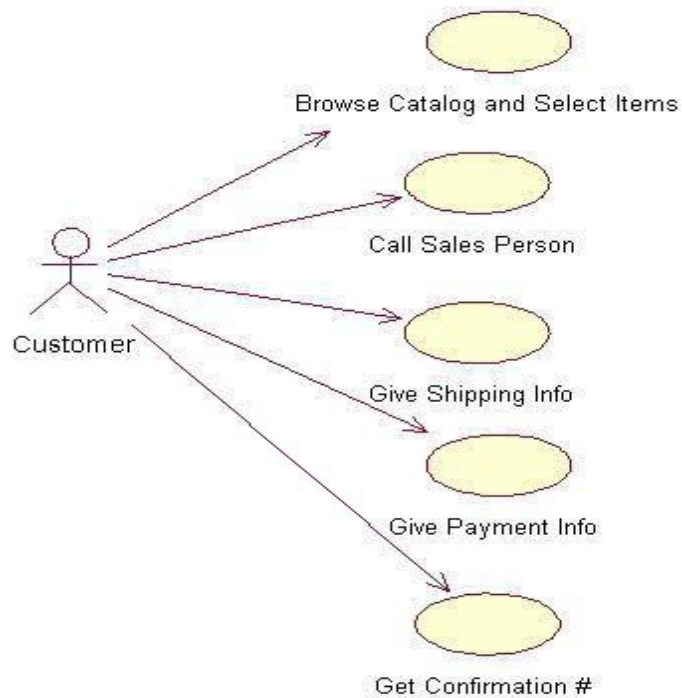 Browse Catalog and Select Items
Call Sales Person
Customer
Give Shipping Info
Give Payment Info
Get Confirmation #